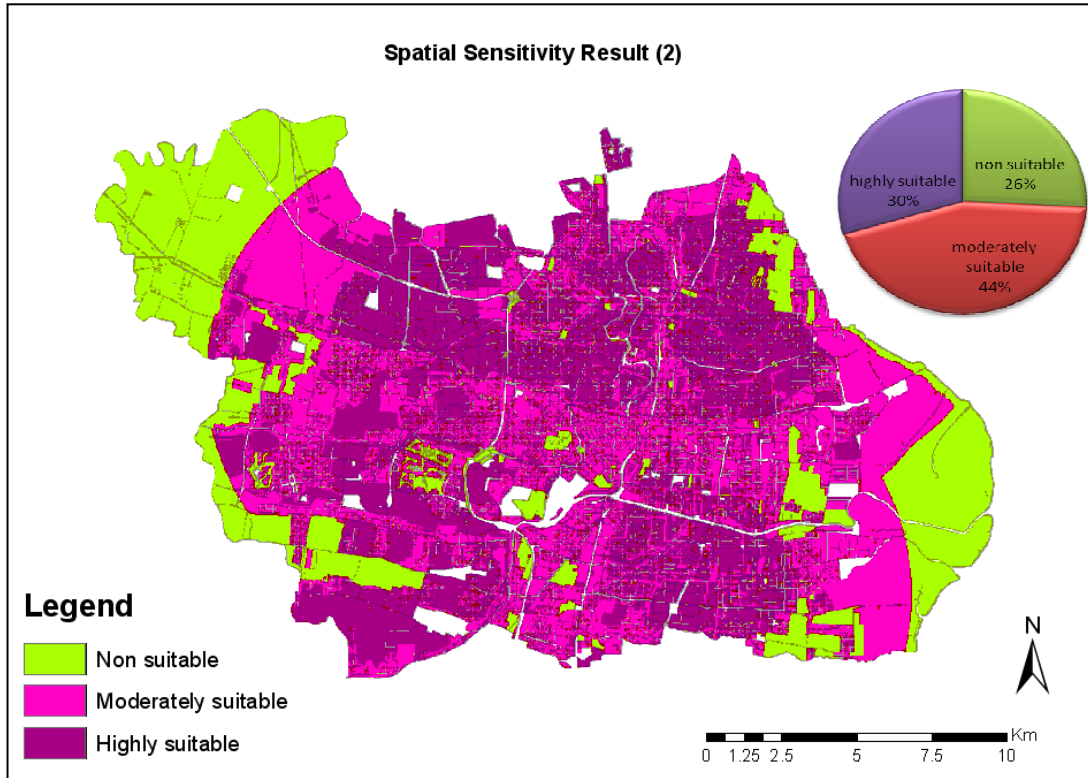 Spatial Sensitivity Result (2)
non suitable
26%
highly suitable
30%
moderately
suitable
44%
Legend
Non suitable
Moderately suitable
Highly suitable
N
Km
0 1.25 2.5 5 7.5 10